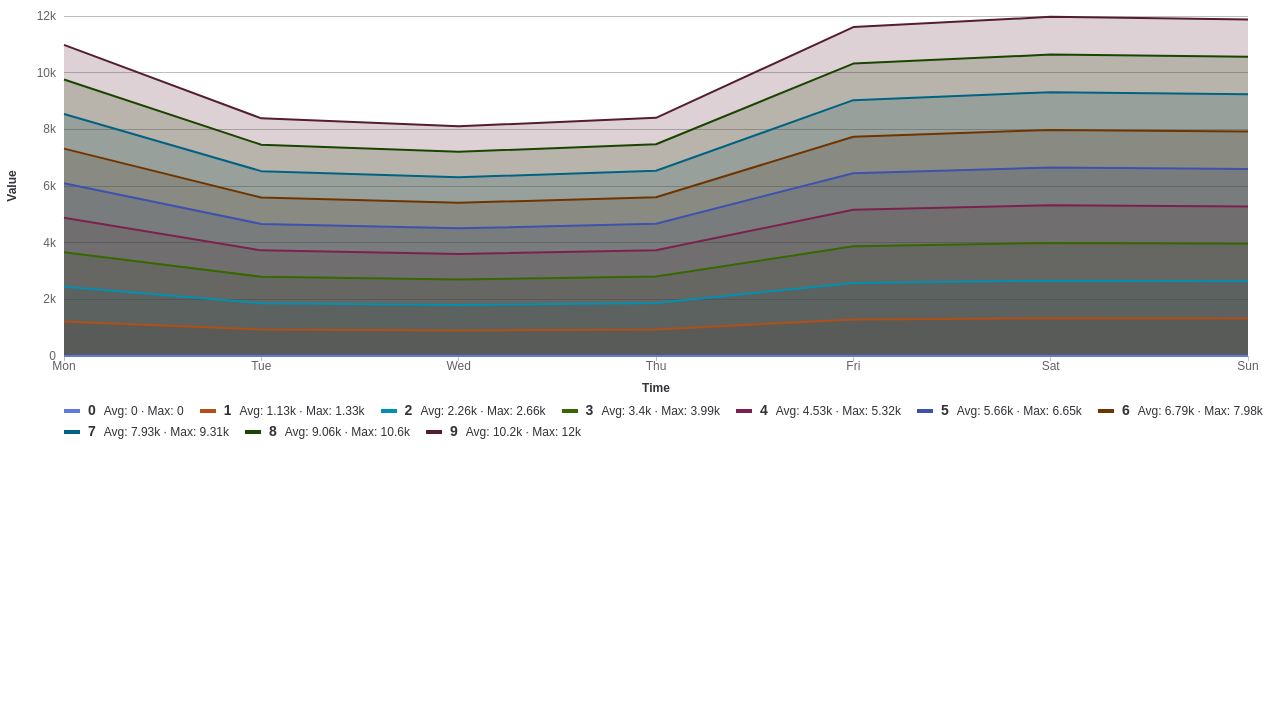 12k
10k
8k
6k
4k
2k
0
Value
Mon Tue Wed Thu Fri Sat Sun
Time
0 Avg: 0 · Max: 0 1 Avg: 1.13k · Max: 1.33k 2 Avg: 2.26k · Max: 2.66k 3 Avg: 3.4k · Max: 3.99k 4 Avg: 4.53k · Max: 5.32k 5 Avg: 5.66k · Max: 6.65k 6 Avg: 6.79k · Max: 7.98k
7 Avg: 7.93k · Max: 9.31k 8 Avg: 9.06k · Max: 10.6k 9 Avg: 10.2k · Max: 12k